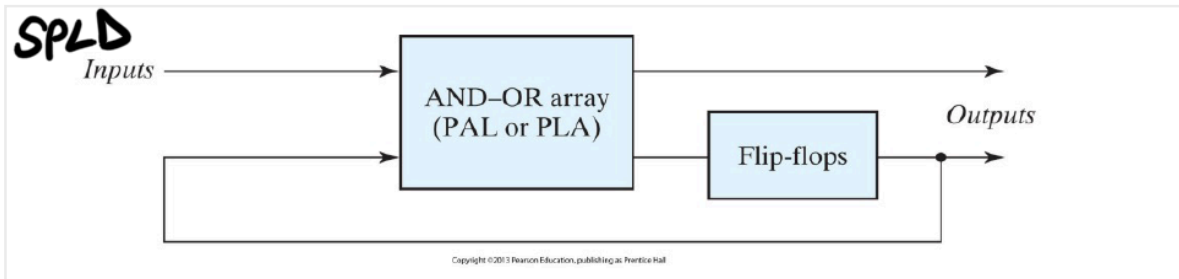 SPLD
Inputs
AND–OR array
(PAL or PLA)
Flip-flops
Outputs
Copyright ©2013 Pearson Education, publishing as Prentice Hall